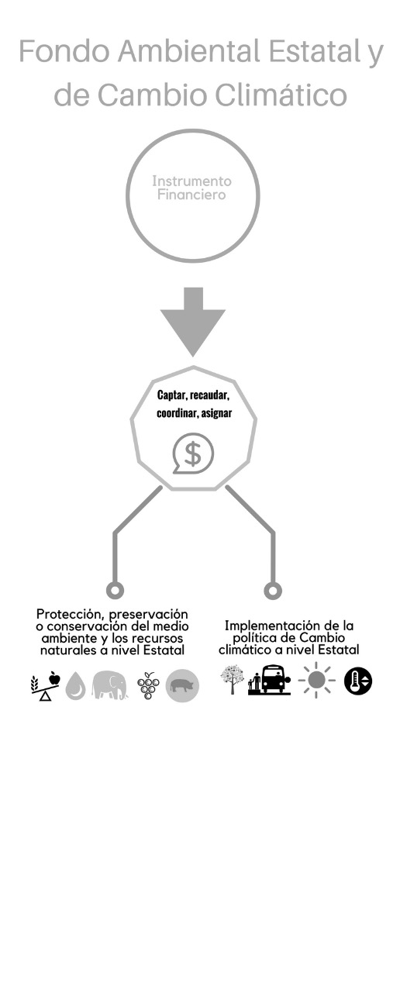 Fondo Ambiental Estatal y
de Cambio Climático
Instrumento
Financiero
Captar, recaudar,
coordinar, asignar
$
Protección, preservación
o conservación del medio
ambiente y los recursos
naturales a nivel Estatal
Implementación de la
política de Cambio
climático a nivel Estatal